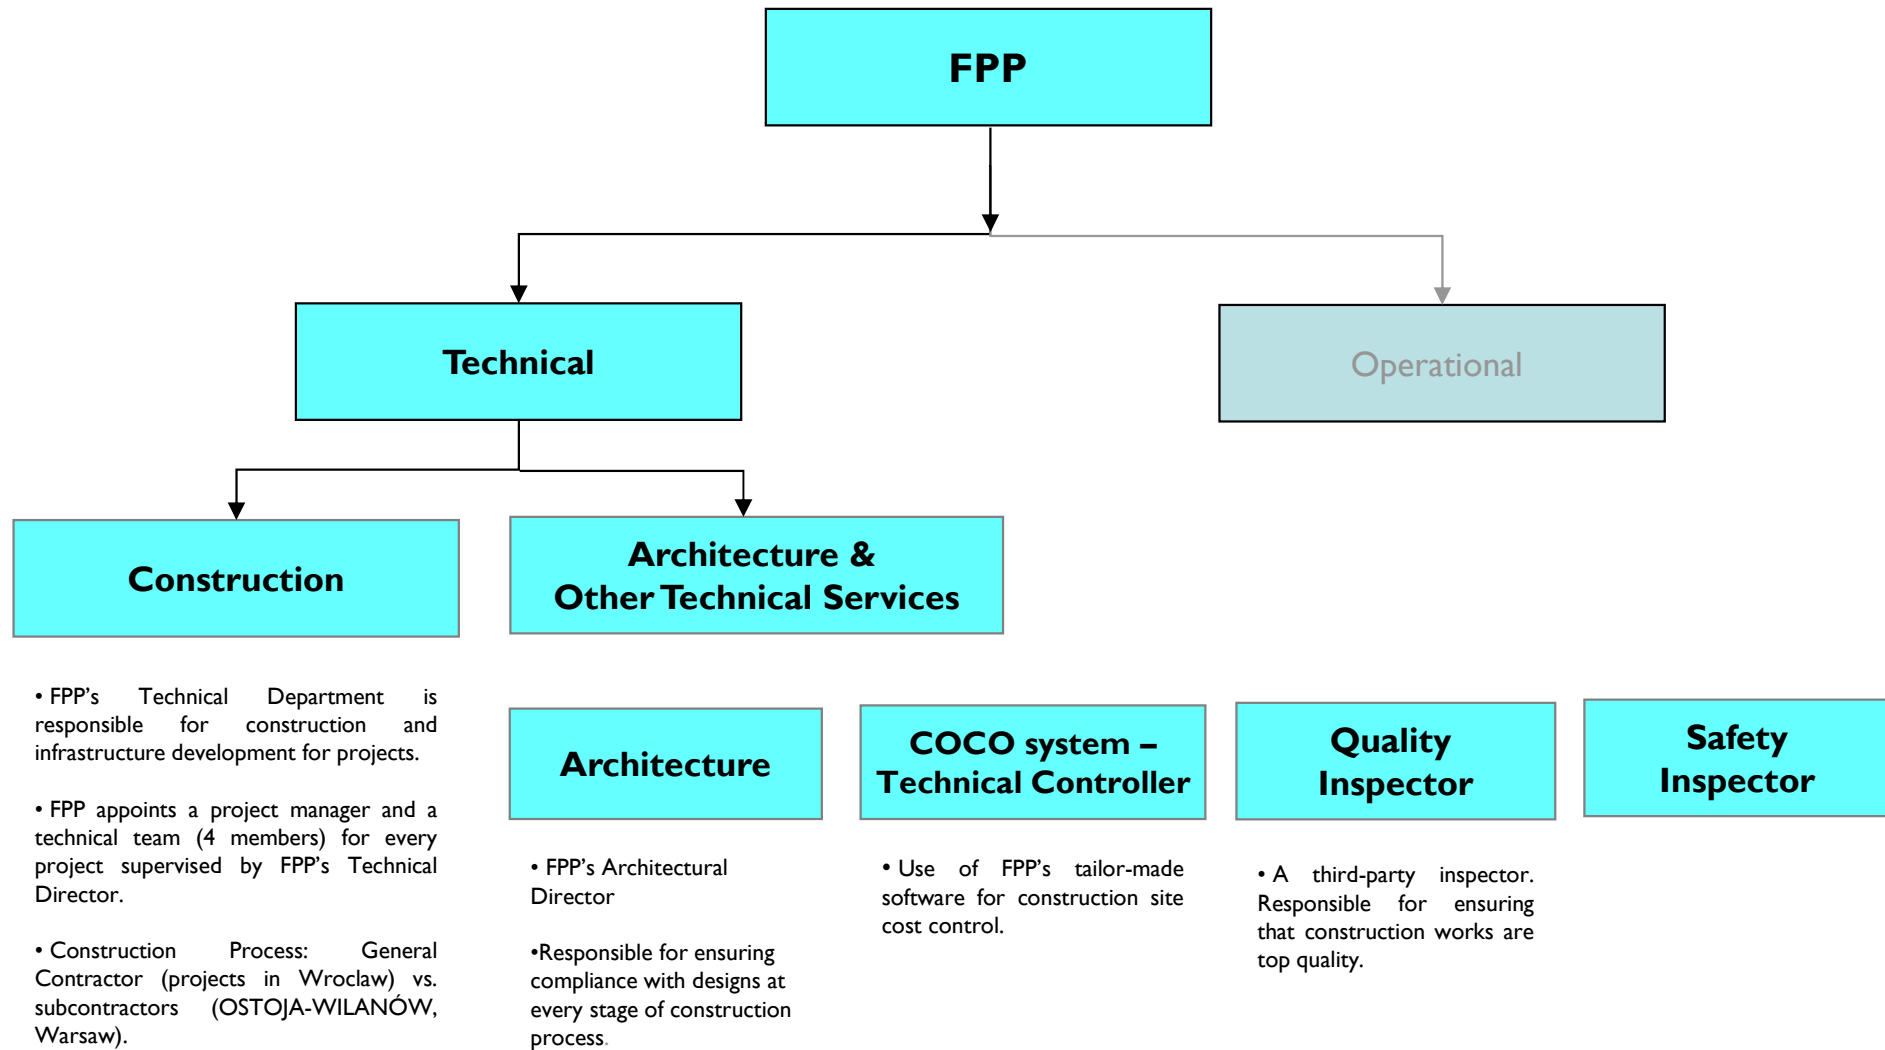 FPP
Technical
Operational
Construction
Architecture &
Other Technical Services
• FPP's Technical Department is
responsible for construction and
infrastructure development for projects.
• FPP appoints a project manager and a
technical team (4 members) for every
project supervised by FPP's Technical
Director.
• Construction Process: General
Contractor (projects in Wroclaw) vs.
subcontractors (OSTOJA-WILANÓW,
Warsaw).
Architecture
• FPP's Architectural
Director
•Responsible for ensuring
compliance with designs at
every stage of construction
process.
COCO system –
Technical Controller
• Use of FPP's tailor-made
software for construction site
cost control.
Quality
Inspector
• A third-party inspector.
Responsible for ensuring
that construction works are
top quality.
Safety
Inspector